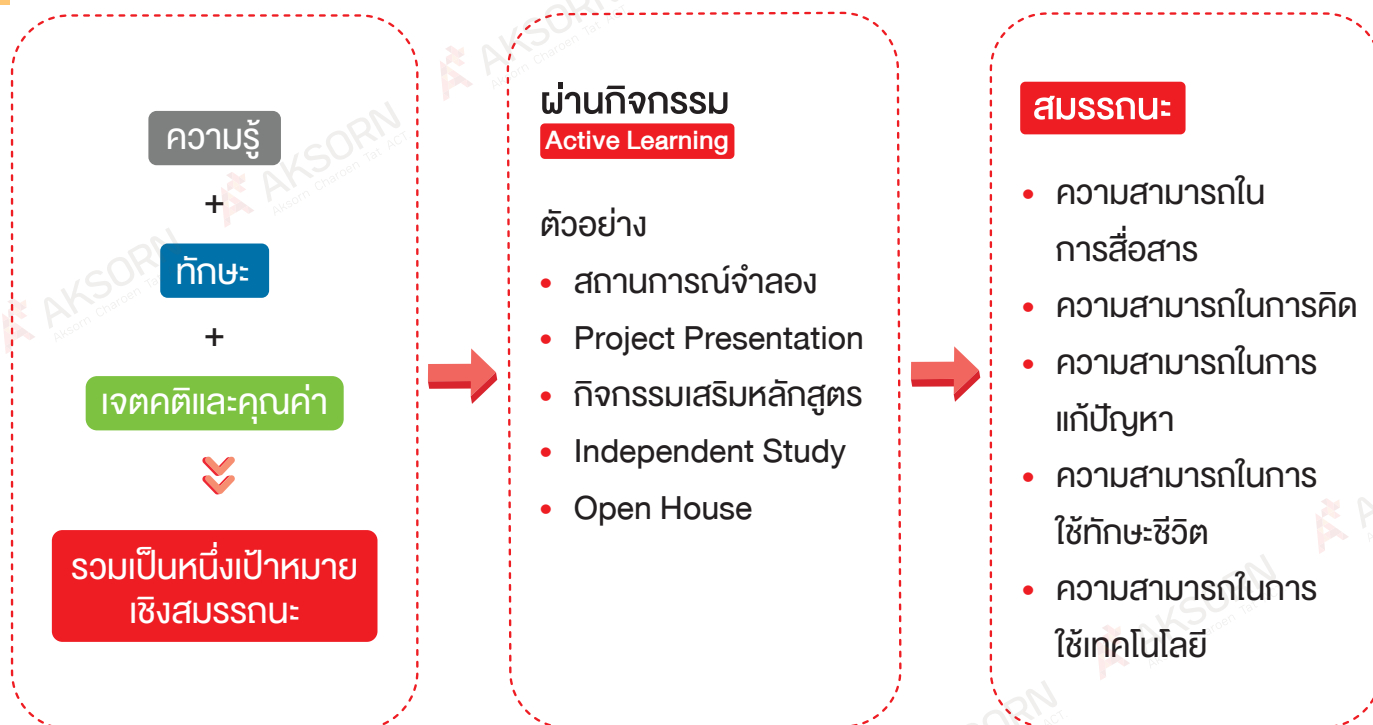 ความรู้
+
ทักษะ
+
เจตคติและคุณค่า
รวมเป็นหนึ่งเป้าหมาย
เชิงสมรรถนะ
ผ่านกิจกรรม
Active Learning
ตัวอย่าง
• สถานการณ์จำลอง
• Project Presentation
• กิจกรรมเสริมหลักสูตร
• Independent Study
• Open House
สมรรถนะ
• ความสามารถใน
การสื่อสาร
• ความสามารถในการคิด
• ความสามารถในการ
แก้ปัญหา
• ความสามารถในการ
ใช้ทักษะชีวิต
• ความสามารถในการ
ใช้เทคโนโลยี
AKSORN
Aksorn Charoen Tat ACT